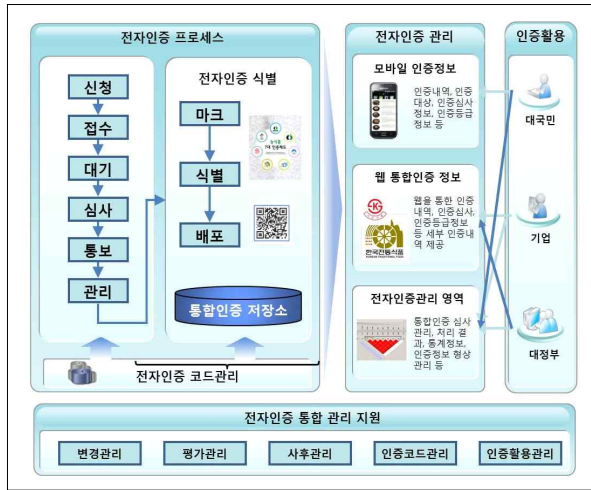 전자인증 프로세스
신청
접수
대기
심사
통보
관리
전자인증 식별
마크
식별
배포
통합인증 저장소
전자인증 코드관리
전자인증 관리
모바일 인증정보
인증내역, 인증
대상, 인증심사
정보, 인증등급
정보 등
웹 통합인증 정보
웹을 통한 인증
내역, 인증심사,
인증등급정보
등 세부 인증내
역 제공
한국전통식품
전자인증관리 영역
통합인증 심사
관리, 처리 결
과, 통계정보,
인증정보 형상
관리 등
인증활용
대국민
기업
대정부
전자인증 통합 관리 지원
변경관리
평가관리
사후관리
인증코드관리
인증활용관리